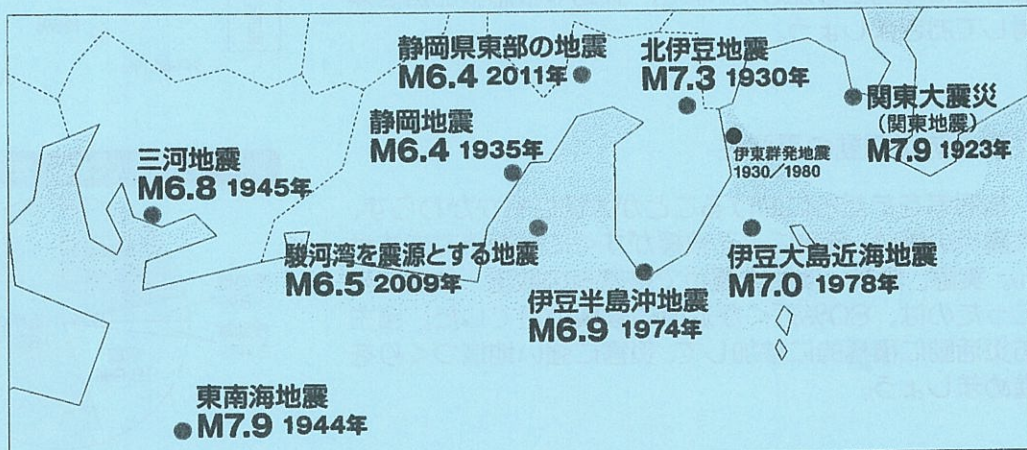 静岡県東部の地震
M6.4 2011年
北伊豆地震
M7.3 1930年
関東大震災
(関東地震)
M7.9 1923年
静岡地震
M6.4 1935年
伊東群発地震
1930/1980
三河地震
M6.8 1945年
駿河湾を震源とする地震
M6.5 2009年
伊豆大島近海地震
M7.0 1978年
伊豆半島沖地震
M6.9 1974年
東南海地震
M7.9 1944年